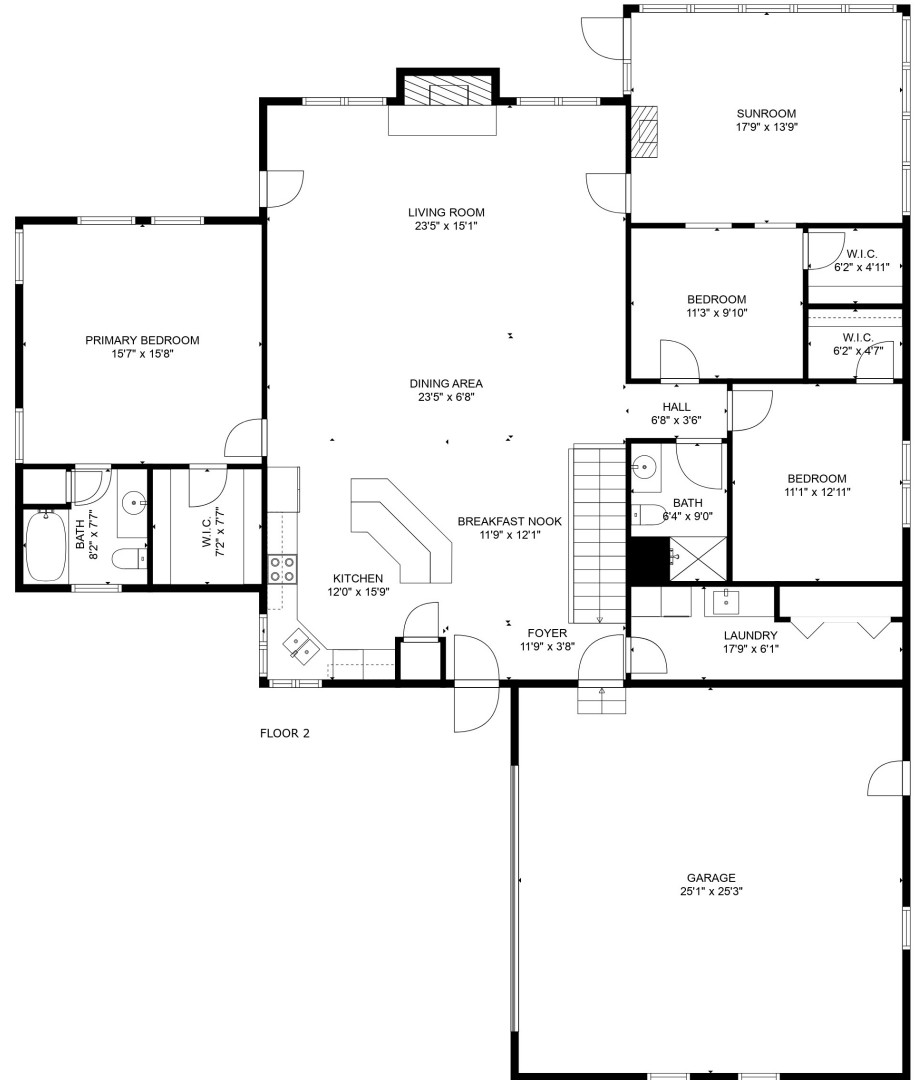 SUNROOM
17'9" x 13'9"
LIVING ROOM
23'5" x 15'1"
W.I.C.
6'2" x 4'11"
BEDROOM
11'3" x 9'10"
PRIMARY BEDROOM
15'7" x 15'8"
W.I.C.
6'2" x 4'7"
DINING AREA
23'5" x 6'8"
HALL
6'8" x 3'6"
BEDROOM
11'1" x 12'11"
BATH
8'2" x 7'7"
W.I.C.
7'2" x 7'7"
BREAKFAST NOOK
11'9" x 12'1"
BATH
6'4" x 9'0"
KITCHEN
12'0" x 15'9"
FOYER
11'9" x 3'8"
LAUNDRY
17'9" x 6'1"
FLOOR 2
GARAGE
25'1" x 25'3"